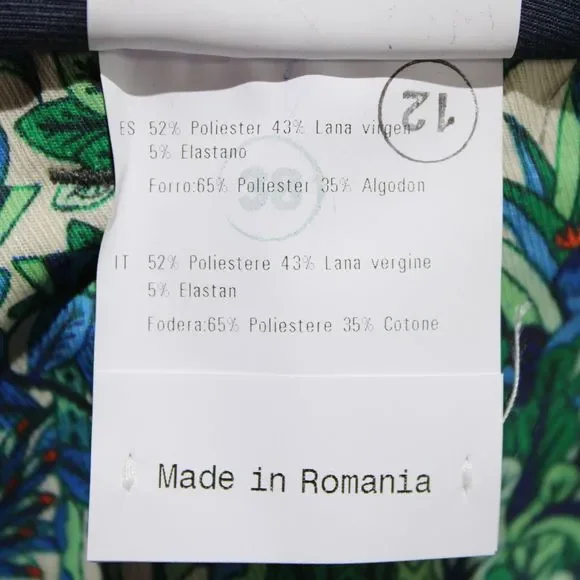 12
ES 52% Poliester 43% Lana virgen
5% Elastano
Forro:65% Poliester 35% Algodon
IT 52% Poliestere 43% Lana vergine
5% Elastan
Fodera:65% Poliestere 35% Cotone
Made in Romania